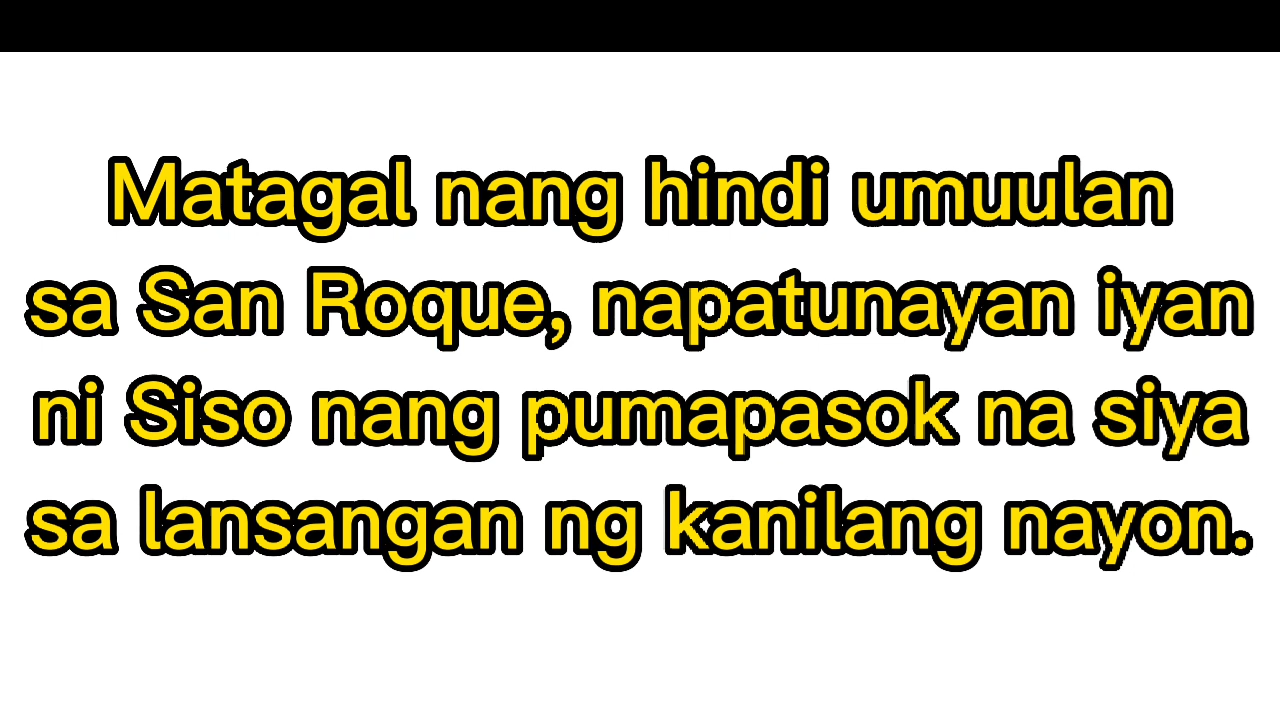 Matagal nang hindi umuulan
sa San Roque, napatunayan iyan
ni Siso nang pumapasok na siya
sa lansangan ng kanilang nayon.